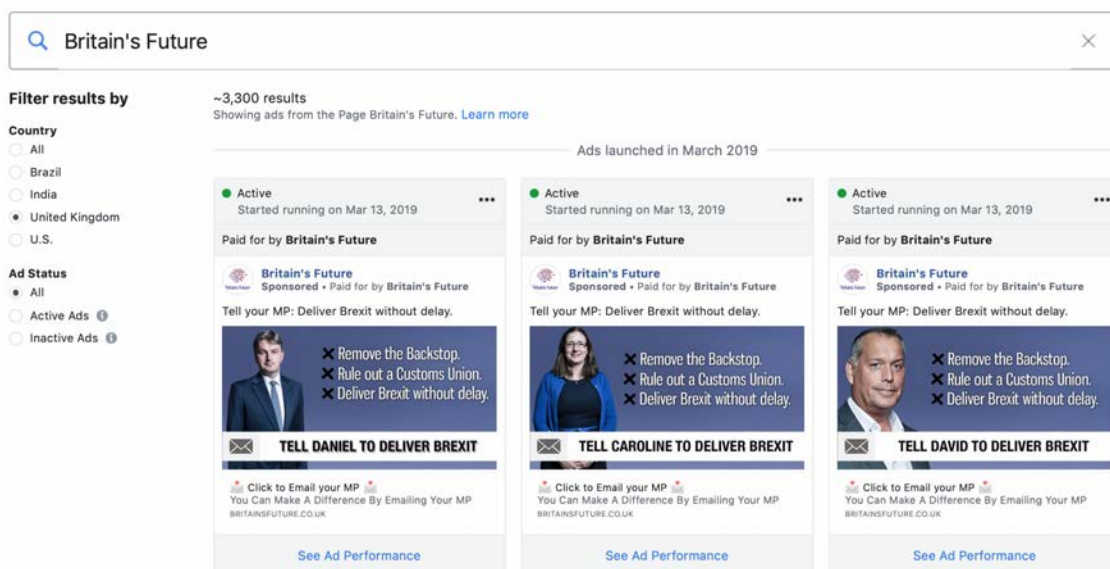 Britain's Future
Filter results by
Country
All
Brazil
India
United Kingdom
U.S.
Ad Status
All
Active Ads
Inactive Ads
~3,300 results
Showing ads from the Page Britain's Future. Learn more
Ads launched in March 2019
Active
Started running on Mar 13, 2019
Paid for by Britain's Future
Britain's Future
Sponsored • Paid for by Britain's Future
Tell your MP: Deliver Brexit without delay.
Remove the Backstop.
Rule out a Customs Union.
Deliver Brexit without delay.
TELL DANIEL TO DELIVER BREXIT
Click to Email your MP
You Can Make A Difference By Emailing Your MP
BRITAINSFUTURE.CO.UK
See Ad Performance
Active
Started running on Mar 13, 2019
Paid for by Britain's Future
Britain's Future
Sponsored • Paid for by Britain's Future
Tell your MP: Deliver Brexit without delay.
Remove the Backstop.
Rule out a Customs Union.
Deliver Brexit without delay.
TELL CAROLINE TO DELIVER BREXIT
Click to Email your MP
You Can Make A Difference By Emailing Your MP
BRITAINSFUTURE.CO.UK
See Ad Performance
Active
Started running on Mar 13, 2019
Paid for by Britain's Future
Britain's Future
Sponsored • Paid for by Britain's Future
Tell your MP: Deliver Brexit without delay.
Remove the Backstop.
Rule out a Customs Union.
Deliver Brexit without delay.
TELL DAVID TO DELIVER BREXIT
Click to Email your MP
You Can Make A Difference By Emailing Your MP
BRITAINSFUTURE.CO.UK
See Ad Performance